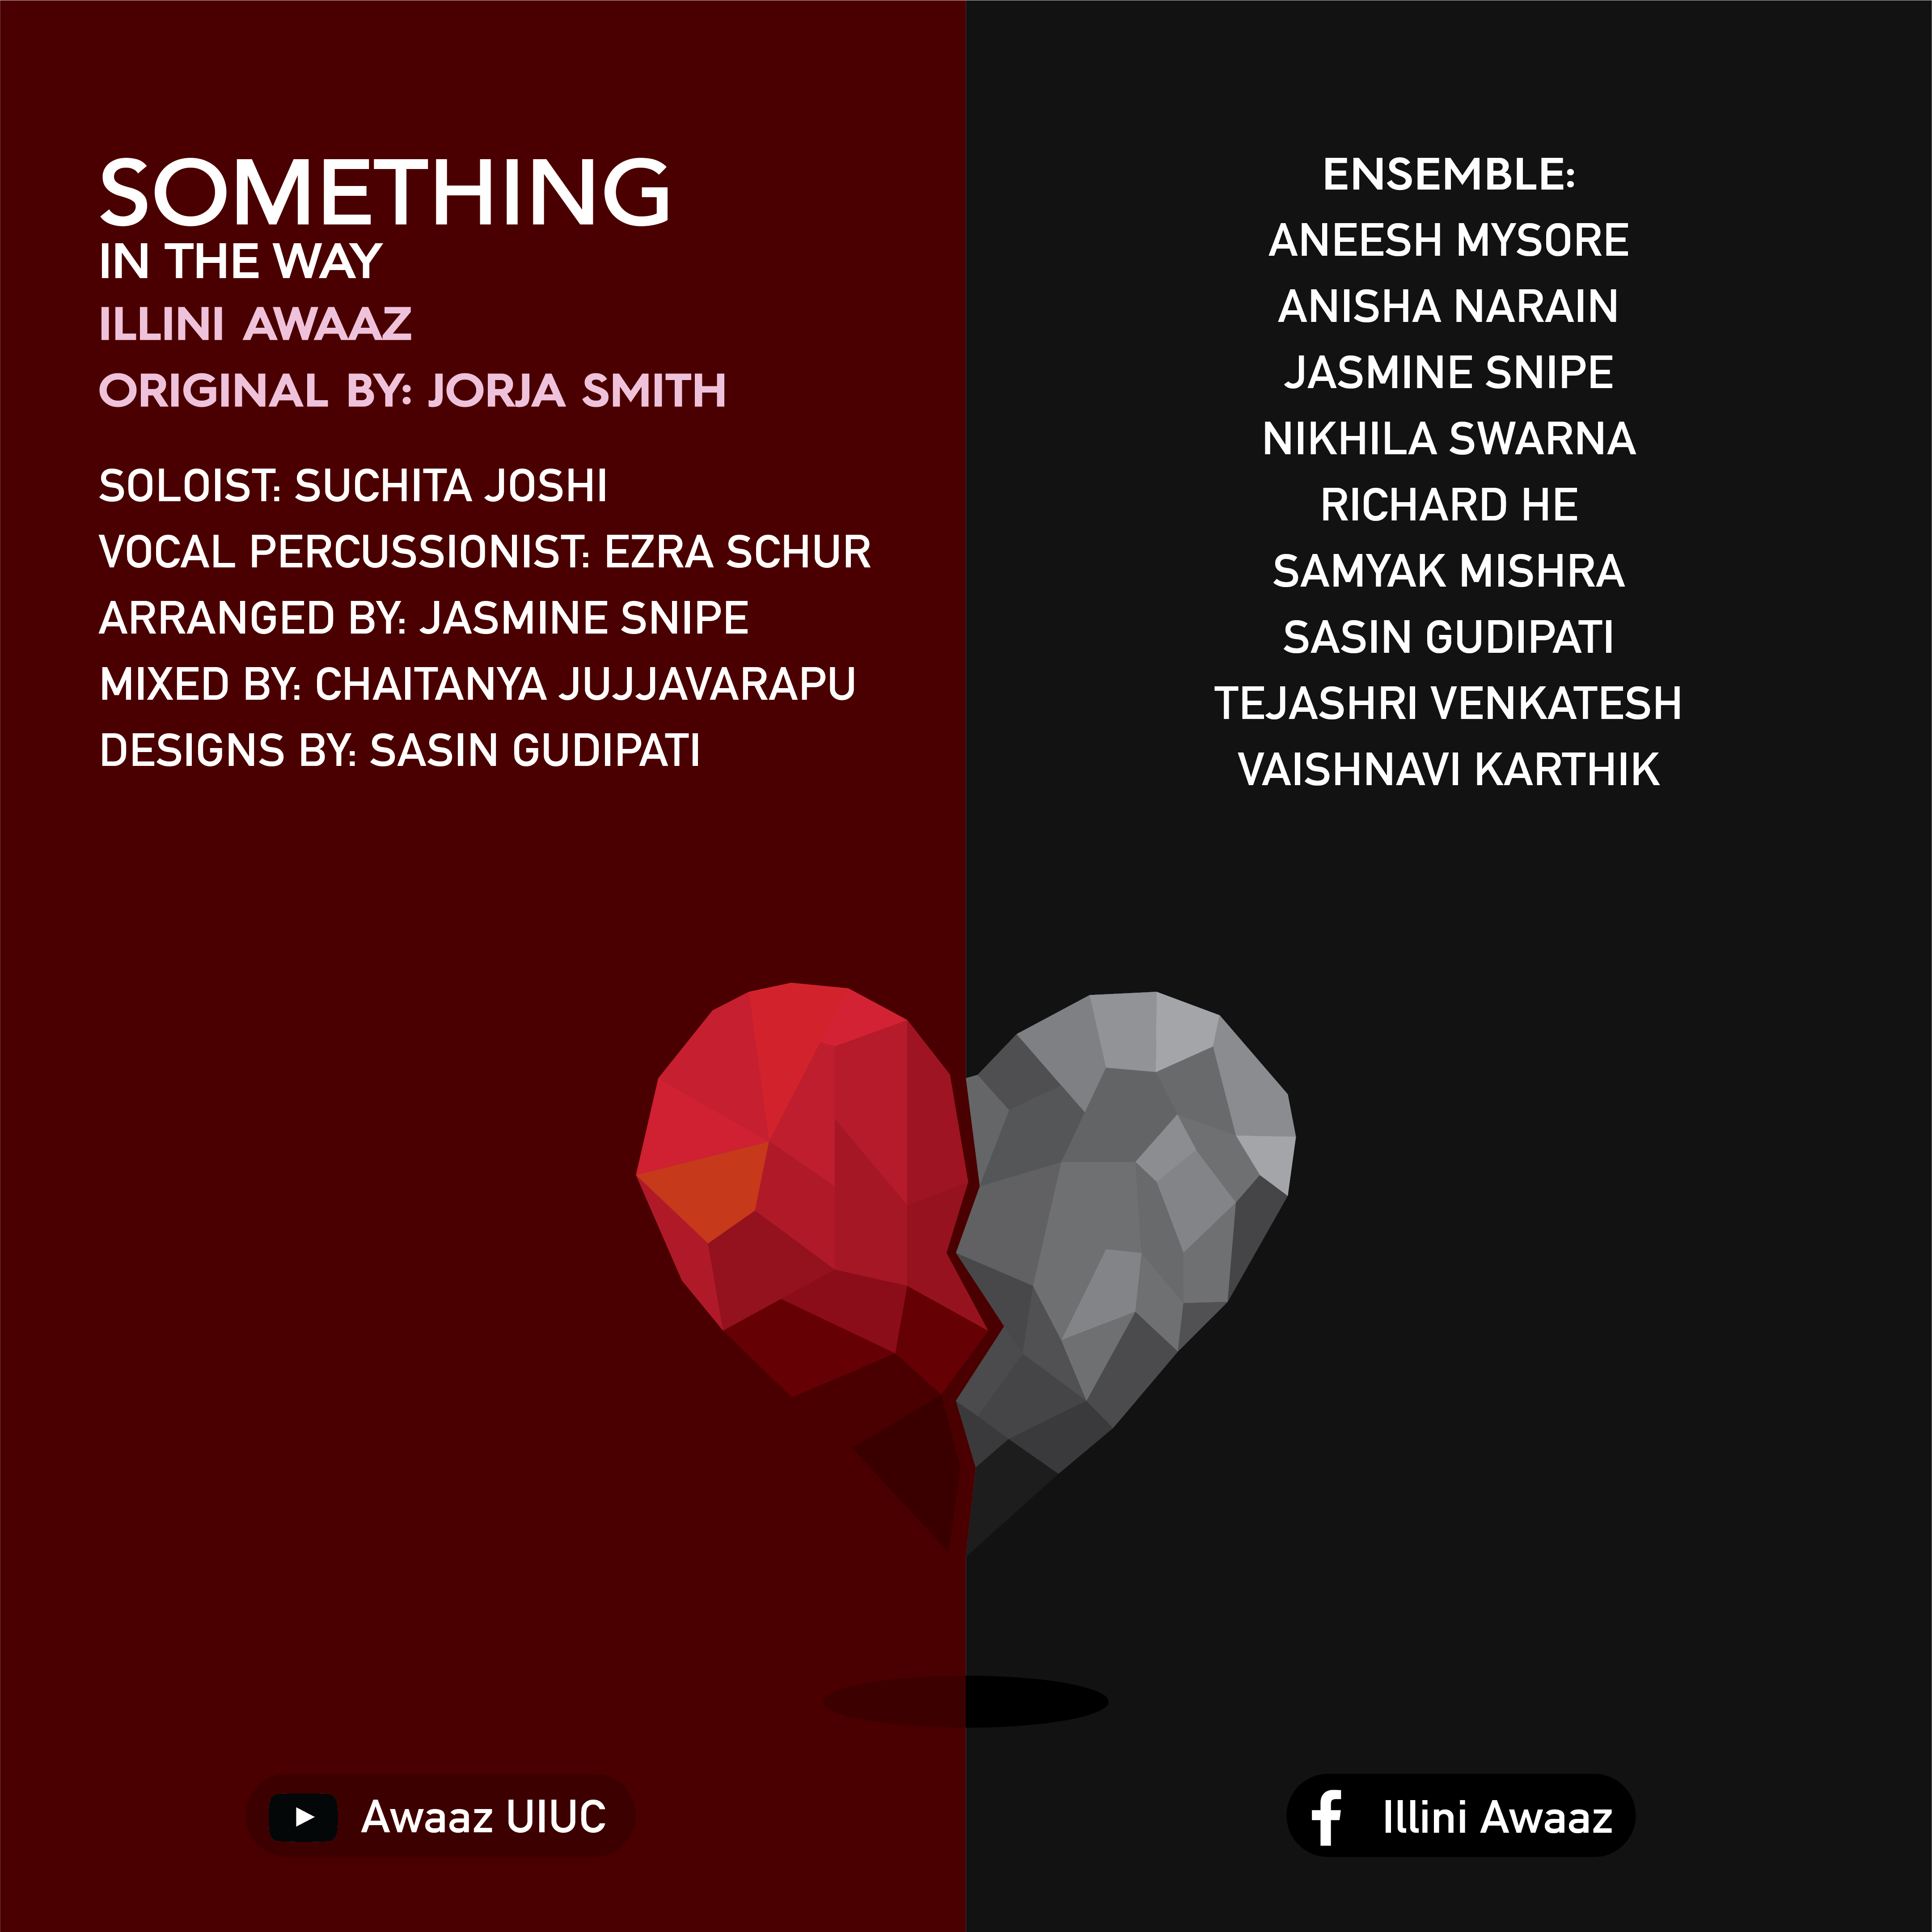 SOMETHING
IN THE WAY
ILLINI AWAAZ
ORIGINAL BY: JORJA SMITH
SOLOIST: SUCHITA JOSHI
VOCAL PERCUSSIONIST: EZRA SCHUR
ARRANGED BY: JASMINE SNIPE
MIXED BY: CHAITANYA JUJJAVARAPU
DESIGNS BY: SASIN GUDIPATI
ENSEMBLE:
ANEESH MYSORE
ANISHA NARAIN
JASMINE SNIPE
NIKHILA SWARNA
RICHARD HE
SAMYAK MISHRA
SASIN GUDIPATI
TEJASHRI VENKATESH
VAISHNAVI KARTHIK
Awaaz UIUC
Illini Awaaz